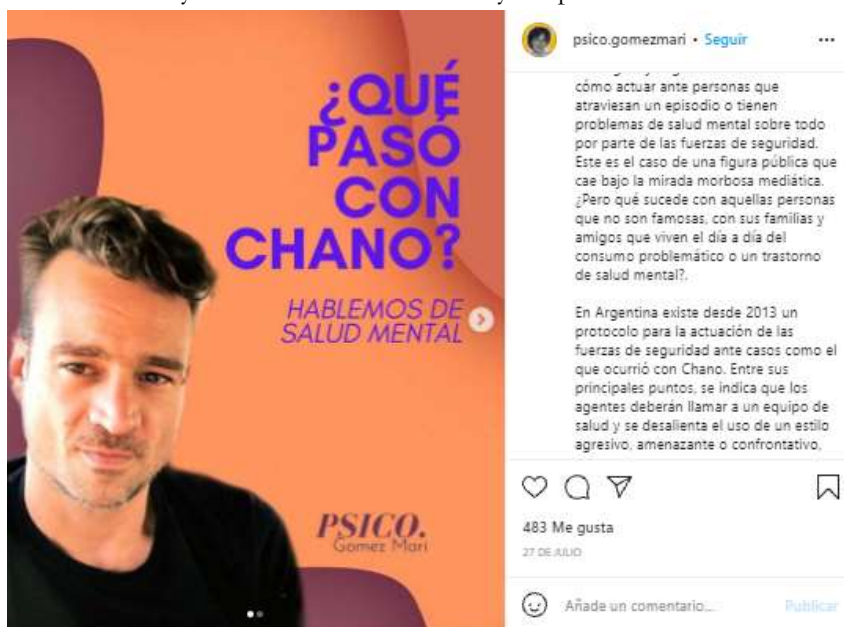 ¿QUÉ
PASÓ
CON
CHANO?
HABLEMOS DE
SALUD MENTAL
PSICO.
Gomez Mari
psico.gomezmari • Seguir
cómo actuar ante personas que
atraviesan un episodio o tienen
problemas de salud mental sobre todo
por parte de las fuerzas de seguridad.
Este es el caso de una figura pública que
cae bajo la mirada morbosa mediática.
¿Pero qué sucede con aquellas personas
que no son famosas, con sus familias y
amigos que viven el día a día del
consumo problemático o un trastorno
de salud mental?.
En Argentina existe desde 2013 un
protocolo para la actuación de las
fuerzas de seguridad ante casos como el
que ocurrió con Chano. Entre sus
principales puntos, se indica que los
agentes deberán llamar a un equipo de
salud y se desalienta el uso de un estilo
agresivo, amenazante o confrontativo,
483 Me gusta
27 DE JULIO
Añade un comentario... Publicar